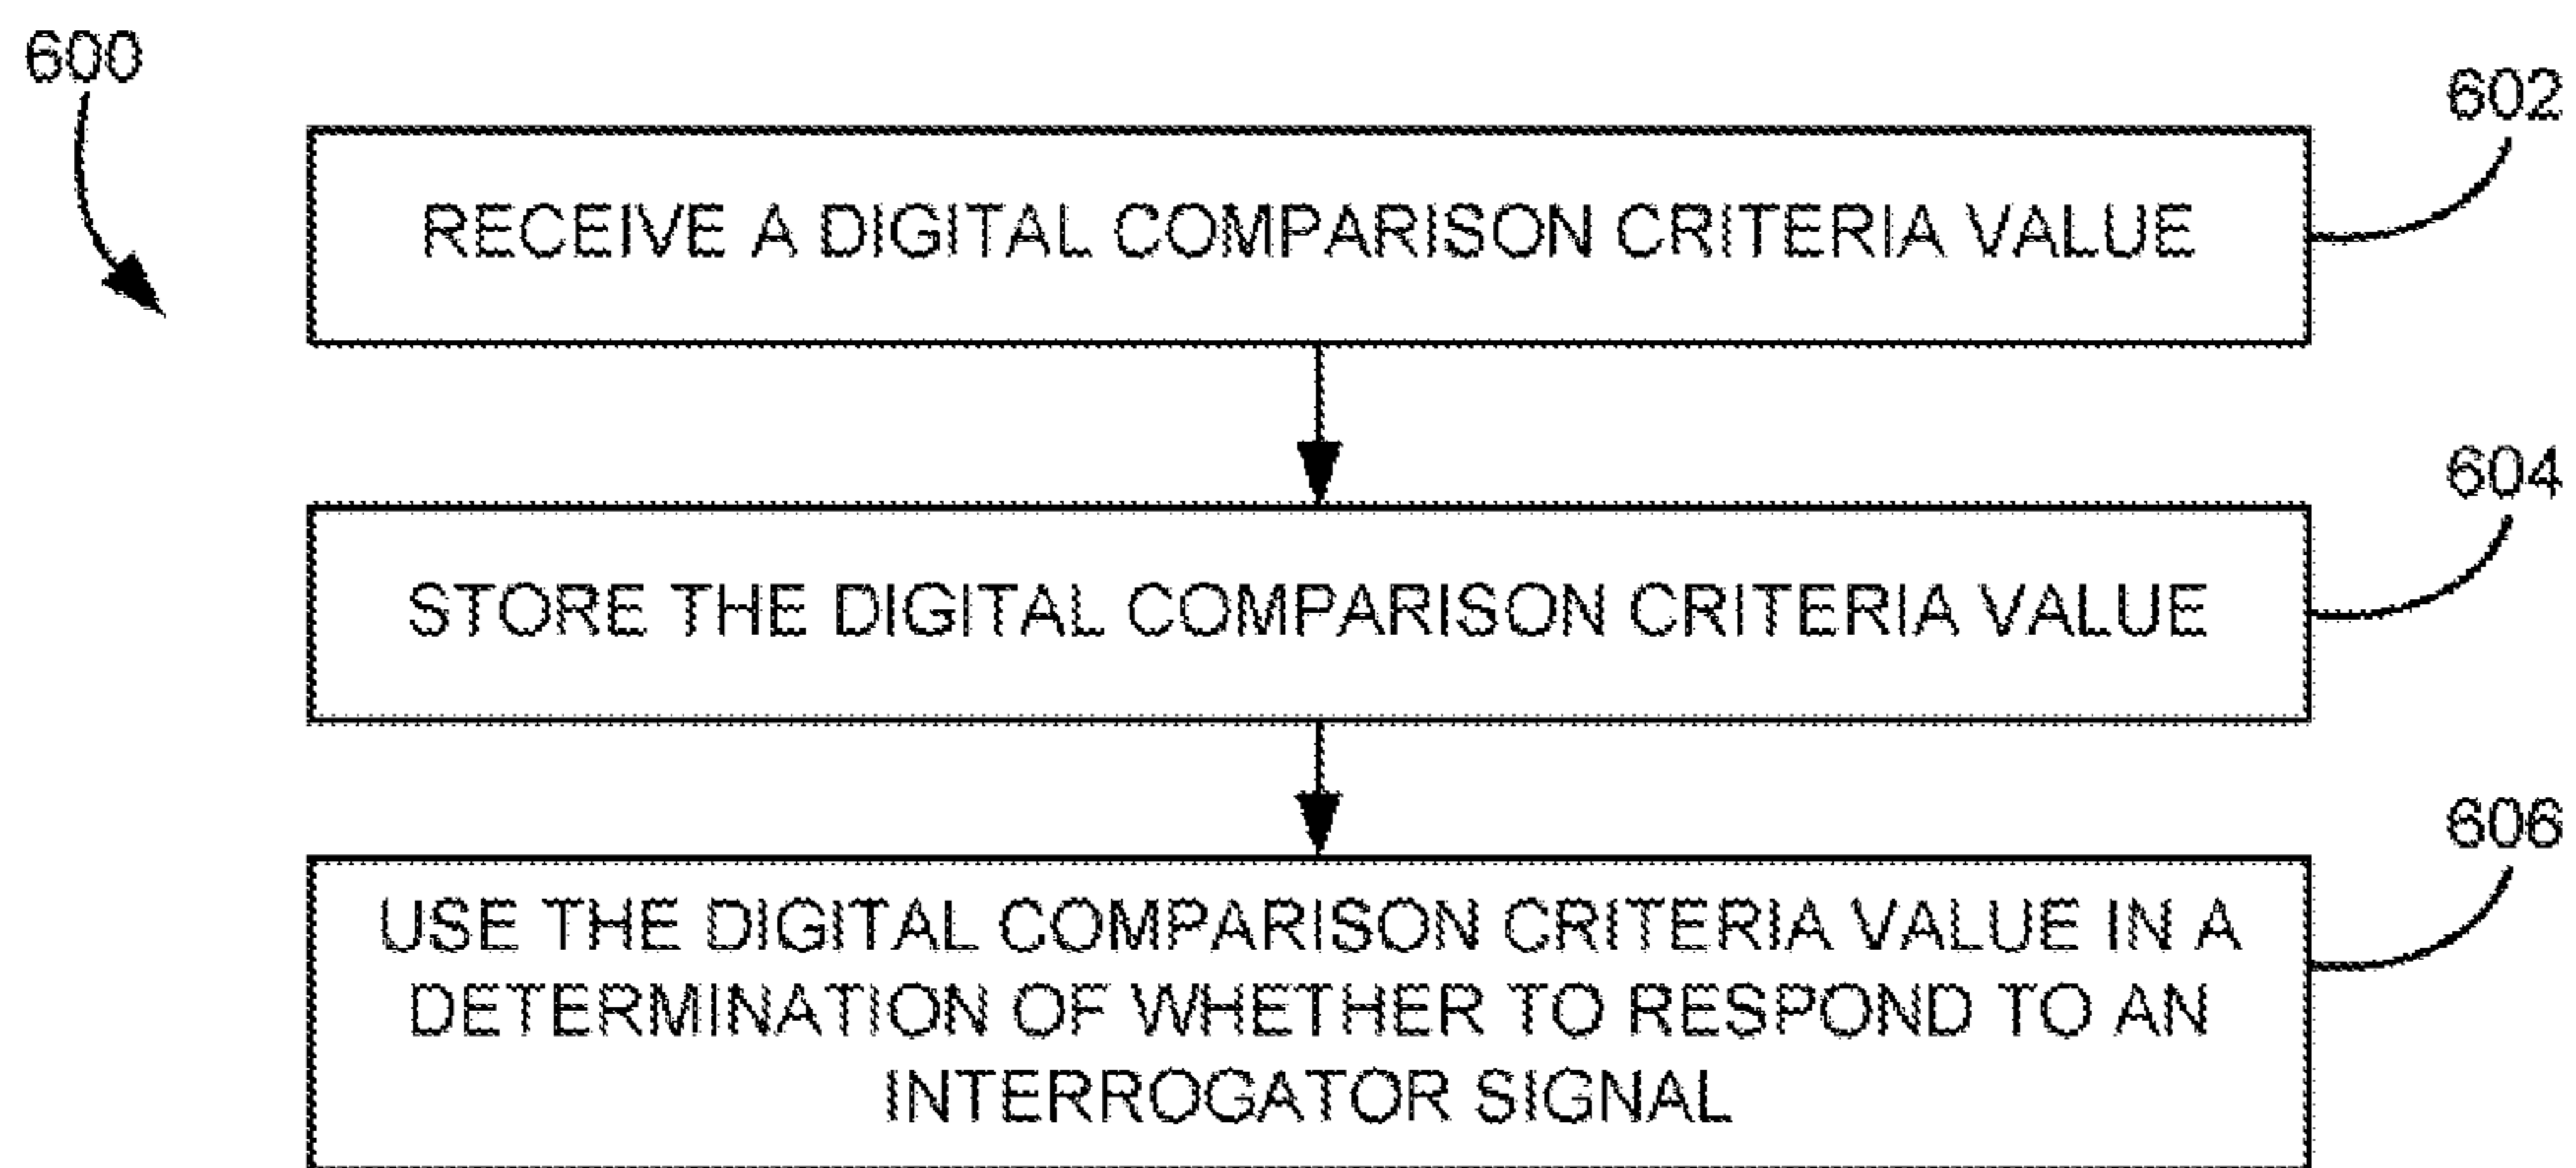 600
602
RECEIVE A DIGITAL COMPARISON CRITERIA VALUE
604
STORE THE DIGITAL COMPARISON CRITERIA VALUE
606
USE THE DIGITAL COMPARISON CRITERIA VALUE IN A
DETERMINATION OF WHETHER TO RESPOND TO AN
INTERROGATOR SIGNAL